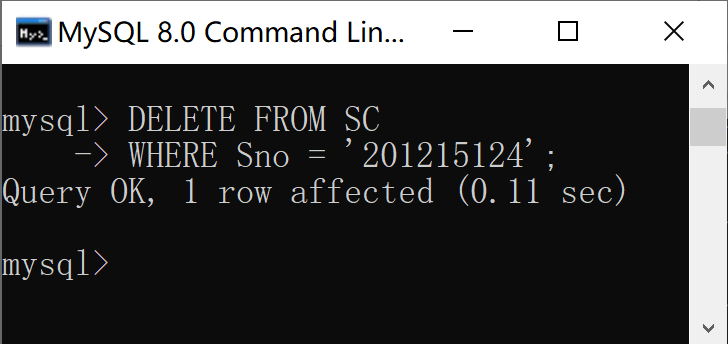 MySQL 8.0 Command Lin...
mysql> DELETE FROM SC
    -> WHERE Sno = '201215124';
Query OK, 1 row affected (0.11 sec)
mysql>